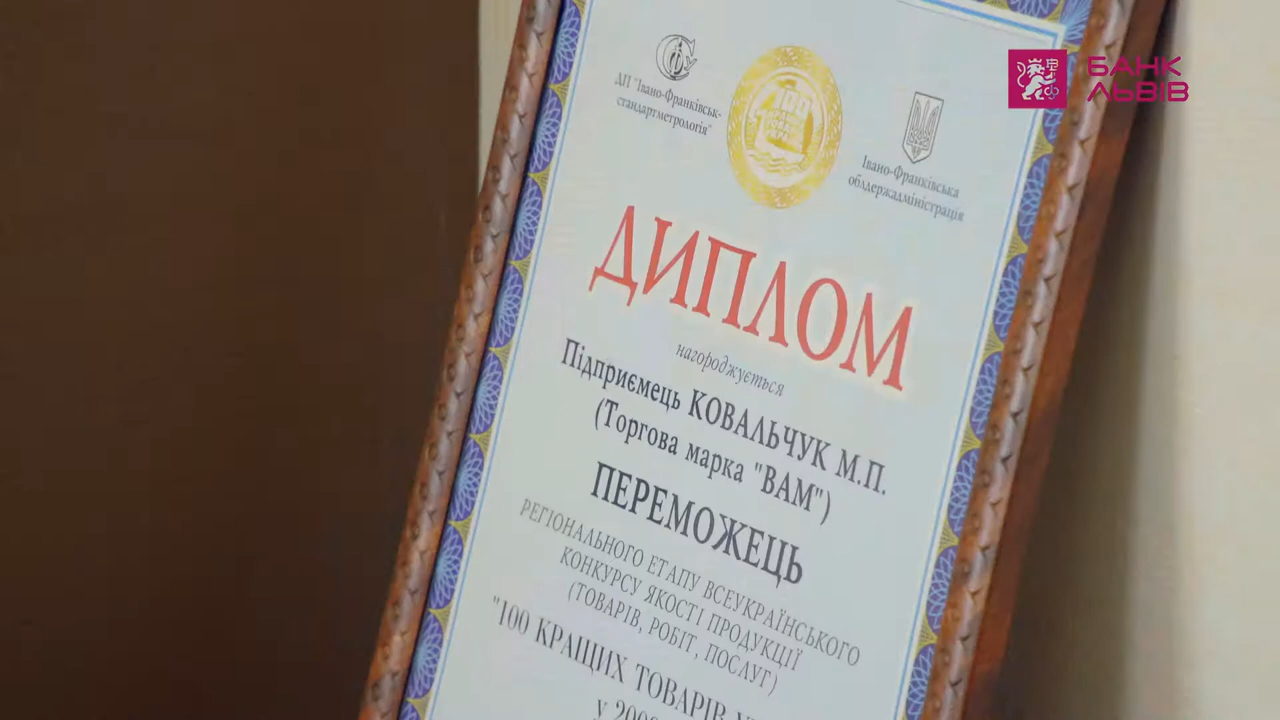 БАНК
ЛЬВІВ
ДП "Івано-Франківськ-
стандартметрологія"
100
Івано-Франківська
облдержадміністрація
ДИПЛОМ
нагороджується
Підприємець КОВАЛЬЧУК М.П.
(Торгова марка "ВАМ")
ПЕРЕМОЖЕЦЬ
РЕГІОНАЛЬНОГО ЕТАПУ ВСЕУКРАЇНСЬКОГО
КОНКУРСУ ЯКОСТІ ПРОДУКЦІЇ
(ТОВАРІВ, РОБІТ, ПОСЛУГ)
"100 КРАЩИХ ТОВАРІВ
у